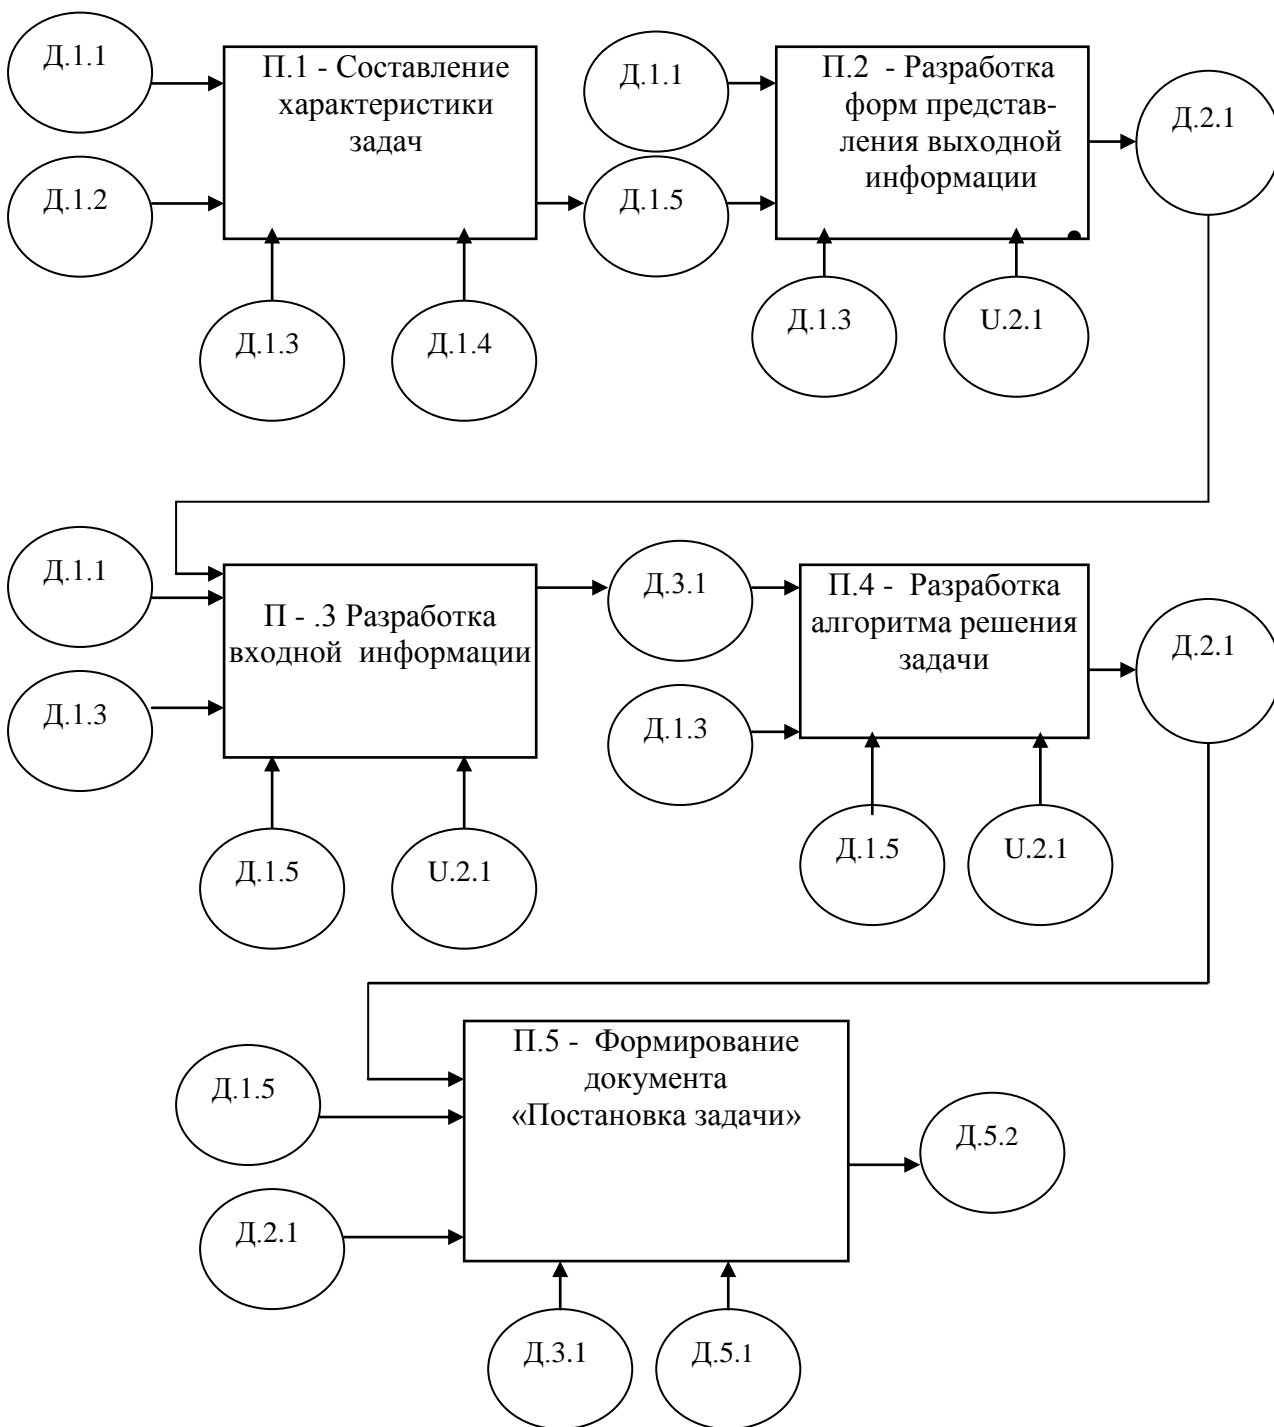 Д.1.1
П.1 - Составление
характеристики
задач
Д.1.2
Д.1.3
Д.1.4
Д.1.1
Д.1.5
П.2 - Разработка
форм представ-
ления выходной
информации
Д.2.1
Д.1.3
U.2.1
Д.1.1
Д.1.3
П - .3 Разработка
входной информации
Д.1.5
U.2.1
Д.3.1
Д.1.3
П.4 - Разработка
алгоритма решения
задачи
Д.2.1
Д.1.5
U.2.1
Д.1.5
Д.2.1
П.5 - Формирование
документа
«Постановка задачи»
Д.5.2
Д.3.1
Д.5.1